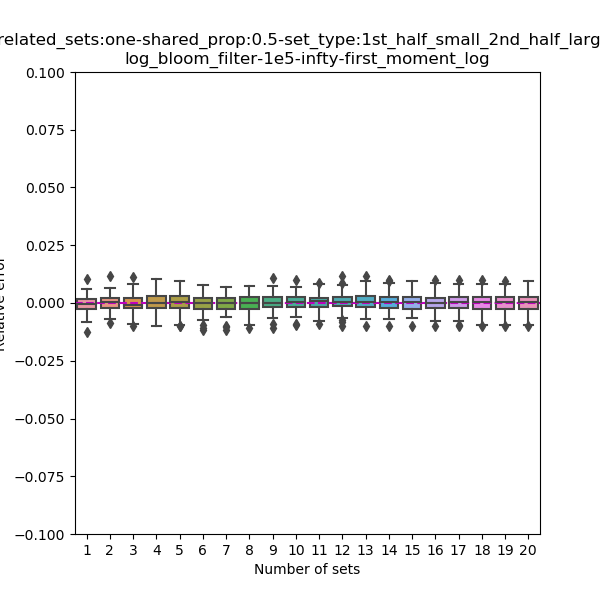 related_sets:one-shared_prop:0.5-set_type:1st_half_small_2nd_half_larg
log_bloom_filter-1e5-infty-first_moment_log
0.100
0.075
0.050
0.025
0.000
−0.025
−0.050
−0.075
−0.100
Relative error
1 2 3 4 5 6 7 8 9 10 11 12 13 14 15 16 17 18 19 20
Number of sets